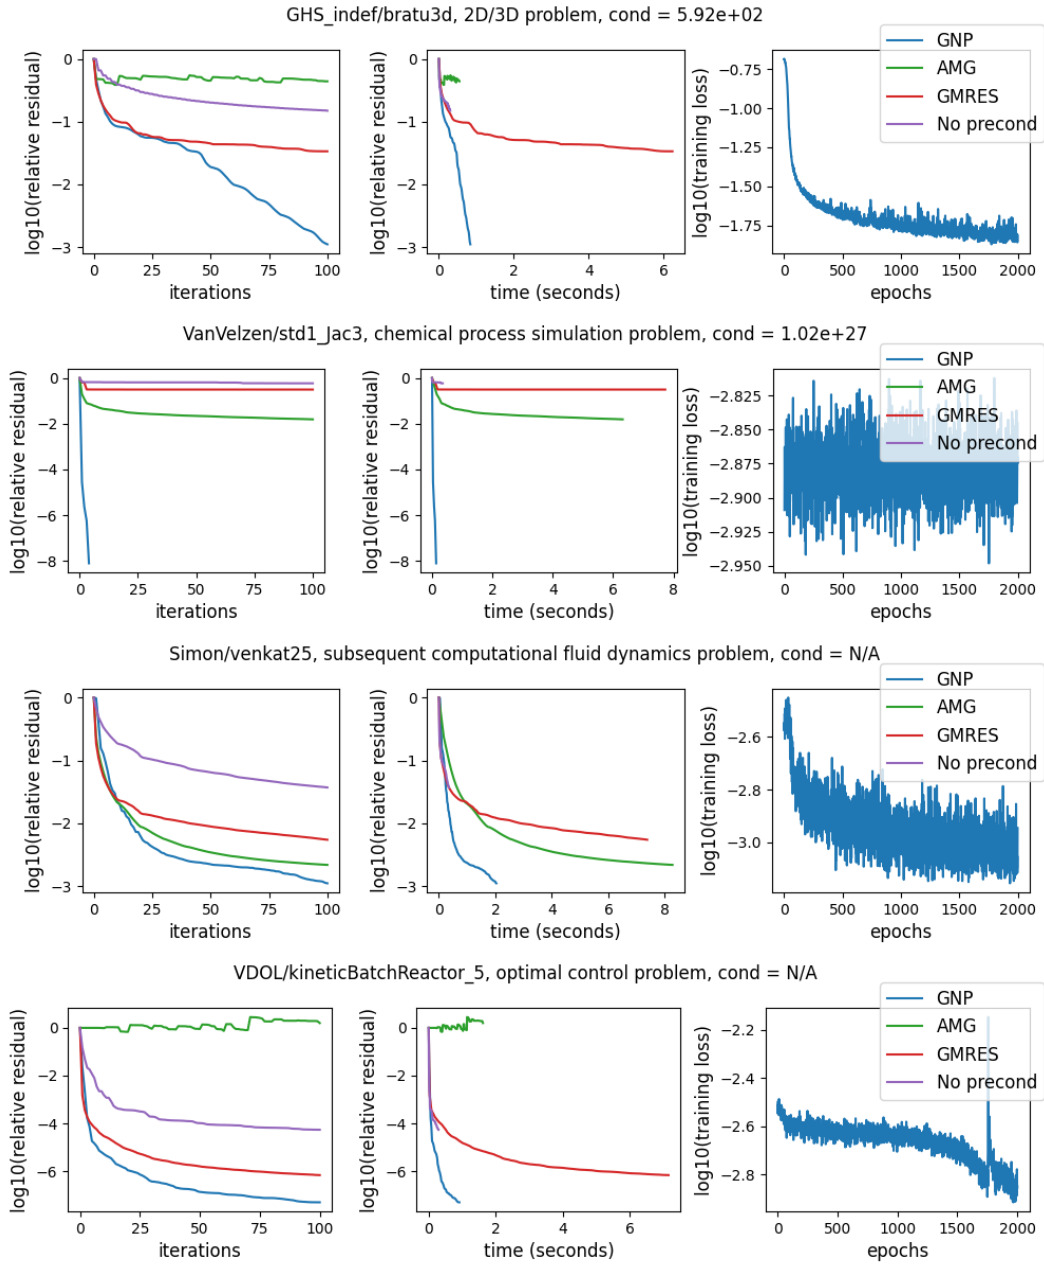 GHS_indef/bratu3d, 2D/3D problem, cond = 5.92e+02
log10(relative residual)
0
−1
−2
−3
0 25 50 75 100
iterations
log10(relative residual)
0
−1
−2
−3
0 2 4 6
time (seconds)
log10(training loss)
−0.75
−1.00
−1.25
−1.50
−1.75
0 500 1000 1500 2000
epochs
GNP
AMG
GMRES
No precond
VanVelzen/std1_Jac3, chemical process simulation problem, cond = 1.02e+27
log10(relative residual)
0
−2
−4
−6
−8
0 25 50 75 100
iterations
log10(relative residual)
0
−2
−4
−6
−8
0 2 4 6 8
time (seconds)
log10(training loss)
−2.825
−2.850
−2.875
−2.900
−2.925
−2.950
0 500 1000 1500 2000
epochs
GNP
AMG
GMRES
No precond
Simon/venkat25, subsequent computational fluid dynamics problem, cond = N/A
log10(relative residual)
0
−1
−2
−3
0 25 50 75 100
iterations
log10(relative residual)
0
−1
−2
−3
0 2 4 6 8
time (seconds)
log10(training loss)
−2.6
−2.8
−3.0
0 500 1000 1500 2000
epochs
GNP
AMG
GMRES
No precond
VDOL/kineticBatchReactor_5, optimal control problem, cond = N/A
log10(relative residual)
0
−2
−4
−6
0 25 50 75 100
iterations
log10(relative residual)
0
−2
−4
−6
0 2 4 6
time (seconds)
log10(training loss)
−2.2
−2.4
−2.6
−2.8
0 500 1000 1500 2000
epochs
GNP
AMG
GMRES
No precond